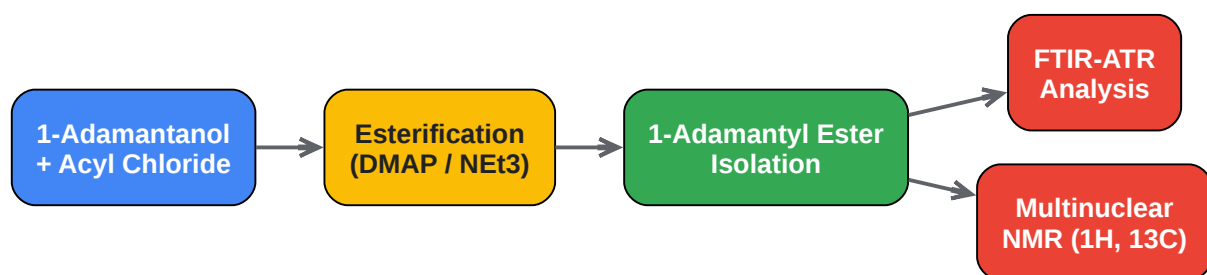 1-Adamantanol
+ Acyl Chloride
Esterification
(DMAP / NEt3)
1-Adamantyl Ester
Isolation
FTIR-ATR
Analysis
Multinuclear
NMR (1H, 13C)